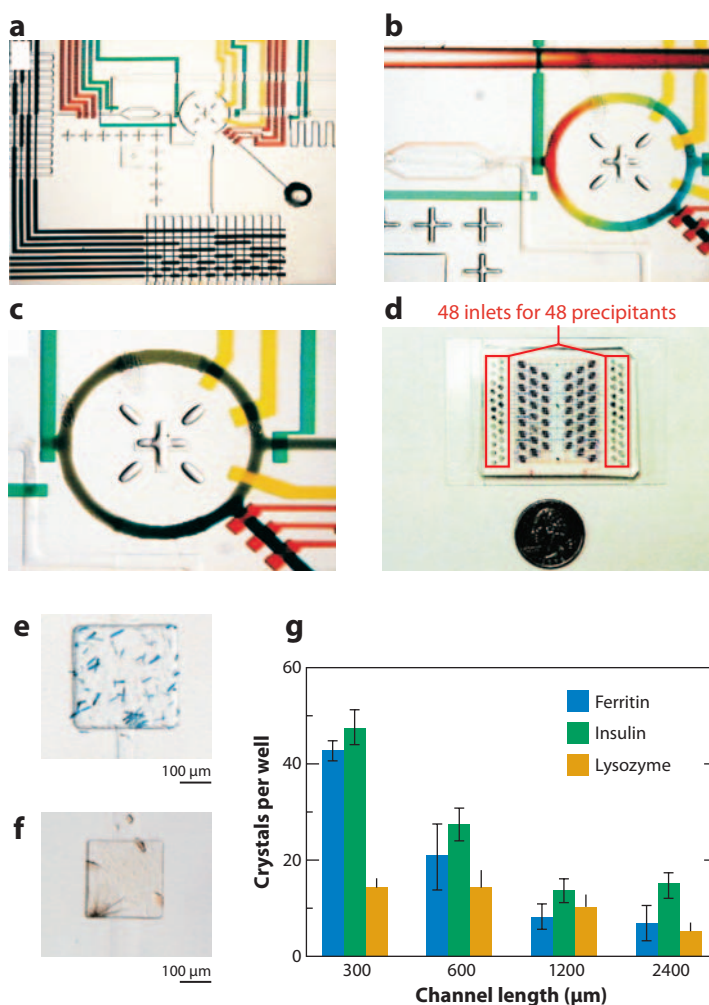 a
b
c
d
48 inlets for 48 precipitants
e
100 µm
f
100 µm
g
60
40
20
0
Crystals per well
Ferritin
Insulin
Lysozyme
300
600
1200
2400
Channel length (µm)